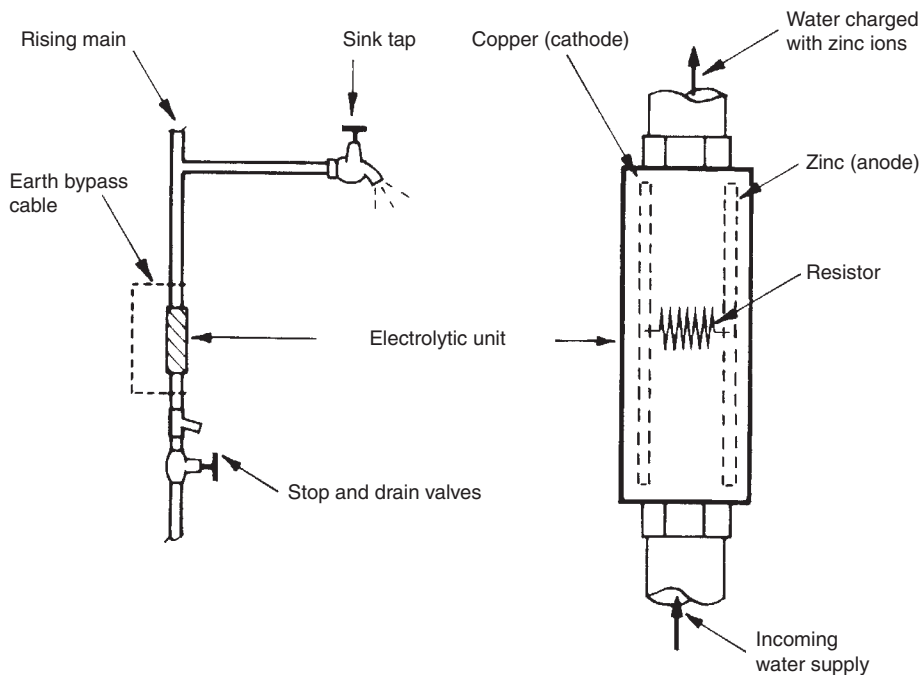 Rising main
Sink tap
Earth bypass
cable
Electrolytic unit
Stop and drain valves
Water charged
with zinc ions
Copper (cathode)
Zinc (anode)
Resistor
Incoming
water supply